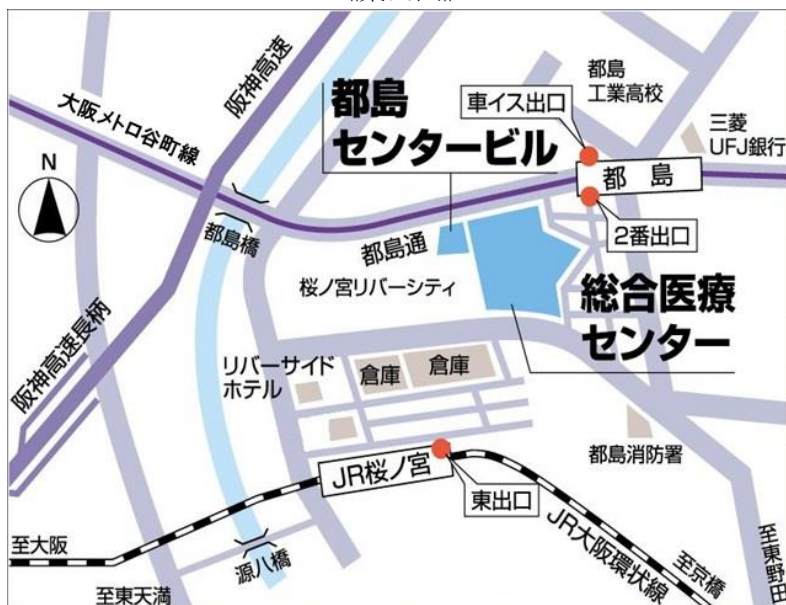 阪神高速
大阪メトロ谷町線
都島
センタービル
都島
工業高校
車イス出口
三菱
UFJ銀行
都島
2番出口
N
都島橋
都島通
桜ノ宮リバーシティ
総合医療
センター
阪神高速長柄
リバーサイド
ホテル
倉庫
倉庫
都島消防署
JR桜ノ宮
東出口
JR大阪環状線
至大阪
源八橋
至東天満
至京橋
至東野田